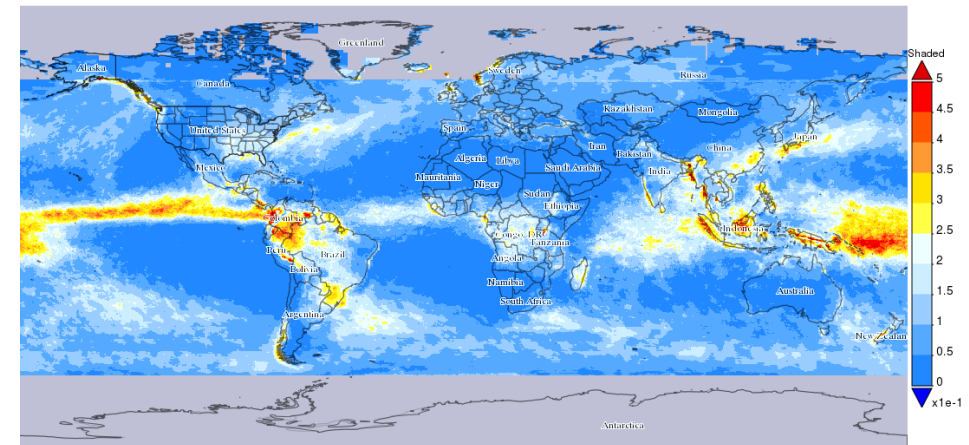 Greenland
Shaded
Alaska
Sweden
Russia
5
Canada
4.5
Kazakhstan
Mongolia
United States
Spain
Japan
4
Iran
China
Mexico
Algeria
Libya
Pakistan
3.5
Saudi Arabia
India
Mauritania
Niger
3
Sudan
Ethiopia
Colombia
2.5
Indonesia
Congo, DR
Tanzania
Peru
Brazil
2
Angola
Bolivia
Namibia
Australia
1.5
South Africa
Argentina
1
New Zealan
0.5
0
x1e-1
Antarctica